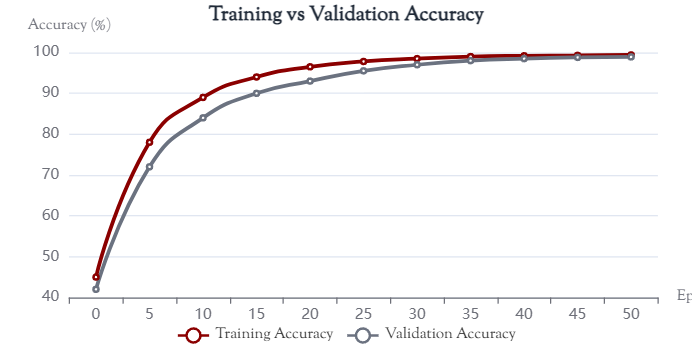 Training vs Validation Accuracy
Accuracy (%)
100
90
80
70
60
50
40
0 5 10 15 20 25 30 35 40 45 50
Ep
Training Accuracy Validation Accuracy